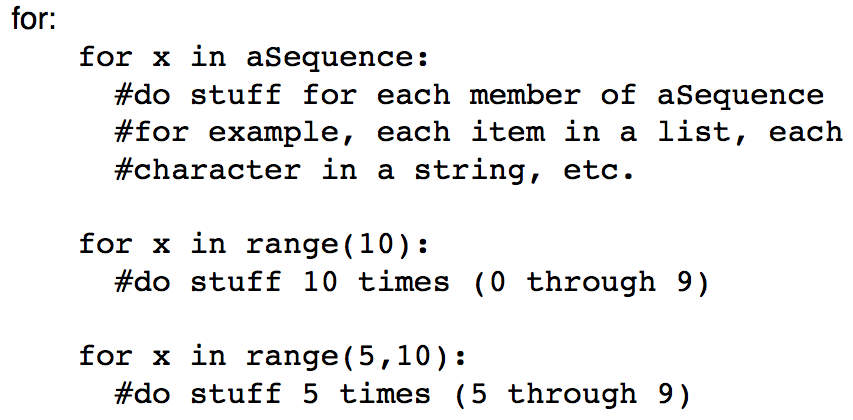 for:
for x in aSequence:
#do stuff for each member of aSequence
#for example, each item in a list, each
#character in a string, etc.
for x in range(10):
#do stuff 10 times (0 through 9)
for x in range(5,10):
#do stuff 5 times (5 through 9)